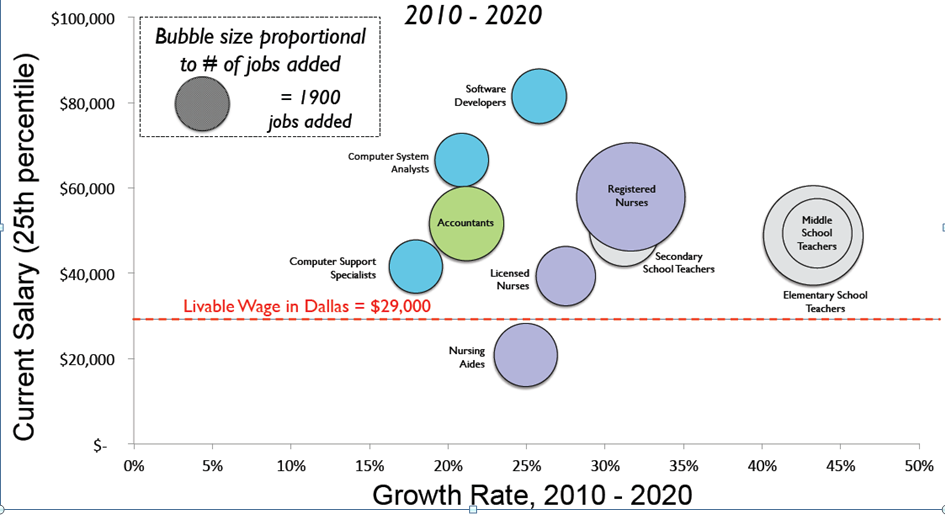 2010 - 2020
Bubble size proportional
to # of jobs added
= 1900
jobs added
Current Salary (25th percentile)
$100,000
$80,000
$60,000
$40,000
$20,000
$-
Software
Developers
Computer System
Analysts
Registered
Nurses
Accountants
Middle
School
Teachers
Computer Support
Specialists
Licensed
Nurses
Secondary
School Teachers
Elementary School
Teachers
Livable Wage in Dallas = $29,000
Nursing
Aides
0%
5%
10%
15%
20%
25%
30%
35%
40%
45%
50%
Growth Rate, 2010 - 2020